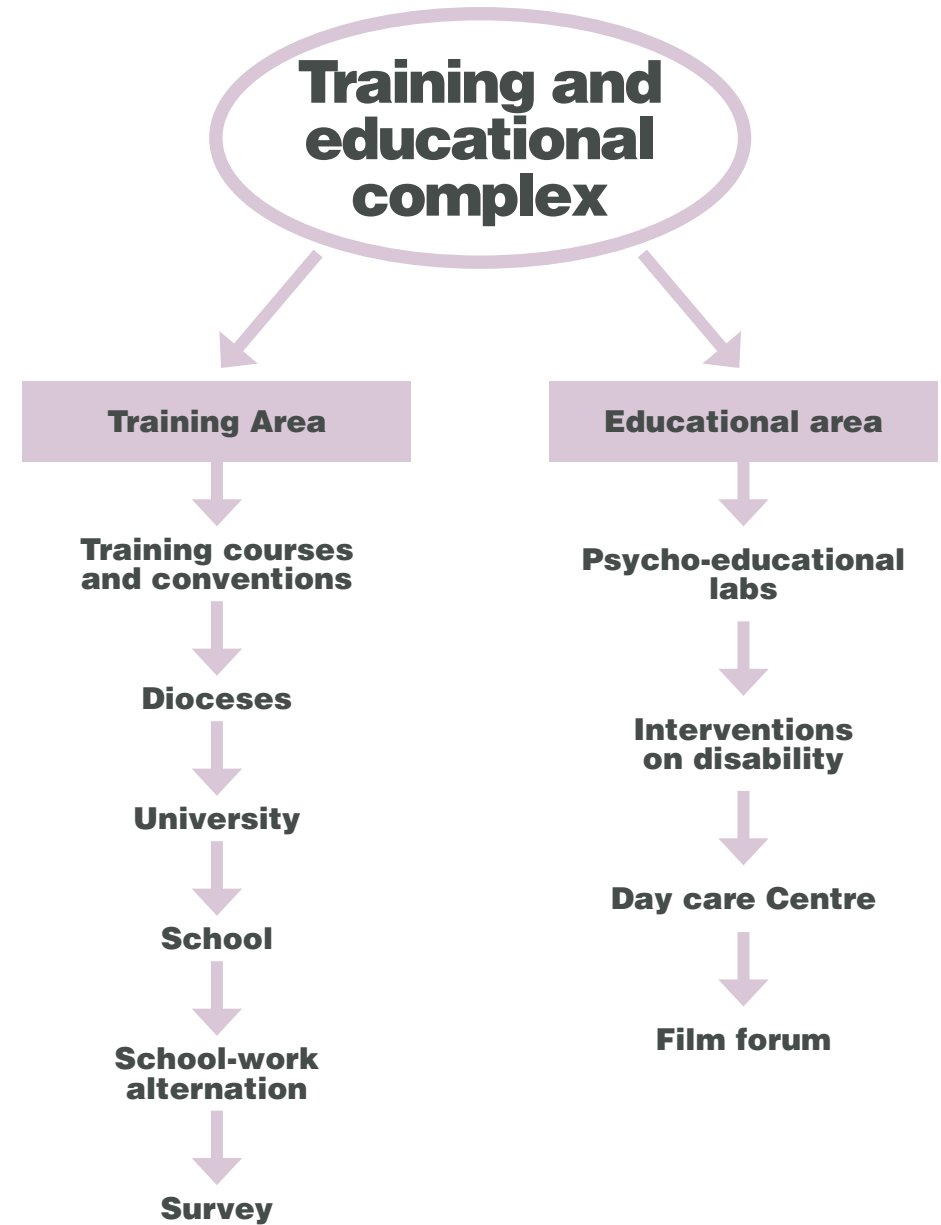 Training and
educational
complex
Training Area
Training courses
and conventions
Dioceses
University
School
School-work
alternation
Survey
Educational area
Psycho-educational
labs
Interventions
on disability
Day care Centre
Film forum